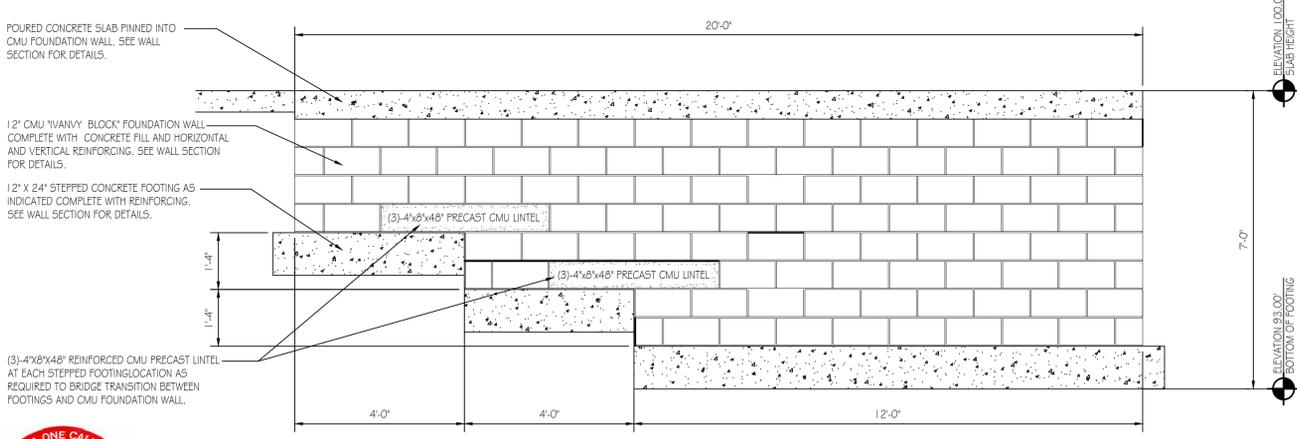 POURED CONCRETE SLAB PINNED INTO
CMU FOUNDATION WALL. SEE WALL
SECTION FOR DETAILS.
20'-0"
ELEVATION 100.0
SLAB HEIGHT
12" CMU "IVANVY BLOCK" FOUNDATION WALL
COMPLETE WITH CONCRETE FILL AND HORIZONTAL
AND VERTICAL REINFORCING. SEE WALL SECTION
FOR DETAILS.
12" X 24" STEPPED CONCRETE FOOTING AS
INDICATED COMPLETE WITH REINFORCING.
SEE WALL SECTION FOR DETAILS.
(3)-4"x8"x48" PRECAST CMU LINTEL
(3)-4"x8"x48" PRECAST CMU LINTEL
1'-4"
1'-4"
7'-0"
(3)-4"X8"X48" REINFORCED CMU PRECAST LINTEL
AT EACH STEPPED FOOTINGLOCATION AS
REQUIRED TO BRIDGE TRANSITION BETWEEN
FOOTINGS AND CMU FOUNDATION WALL.
ELEVATION 93.00'
BOTTOM OF FOOTING
4'-0"
4'-0"
12'-0"
ONE CAL